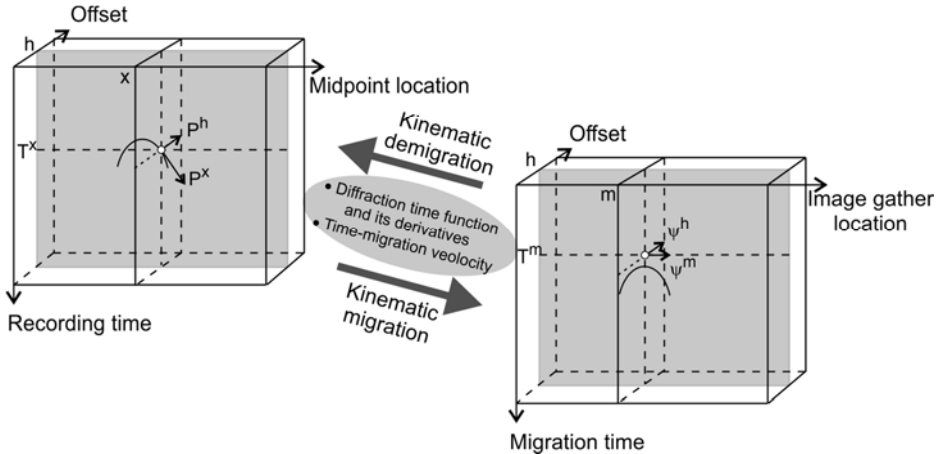 Offset
h
x
Midpoint location
T^x
P^h
P^x
Recording time
Kinematic
demigration
• Diffraction time function
and its derivatives
• Time-migration veolocity
Kinematic
migration
Offset
h
m
Image gather
location
T^m
ψ^h
ψ^m
Migration time